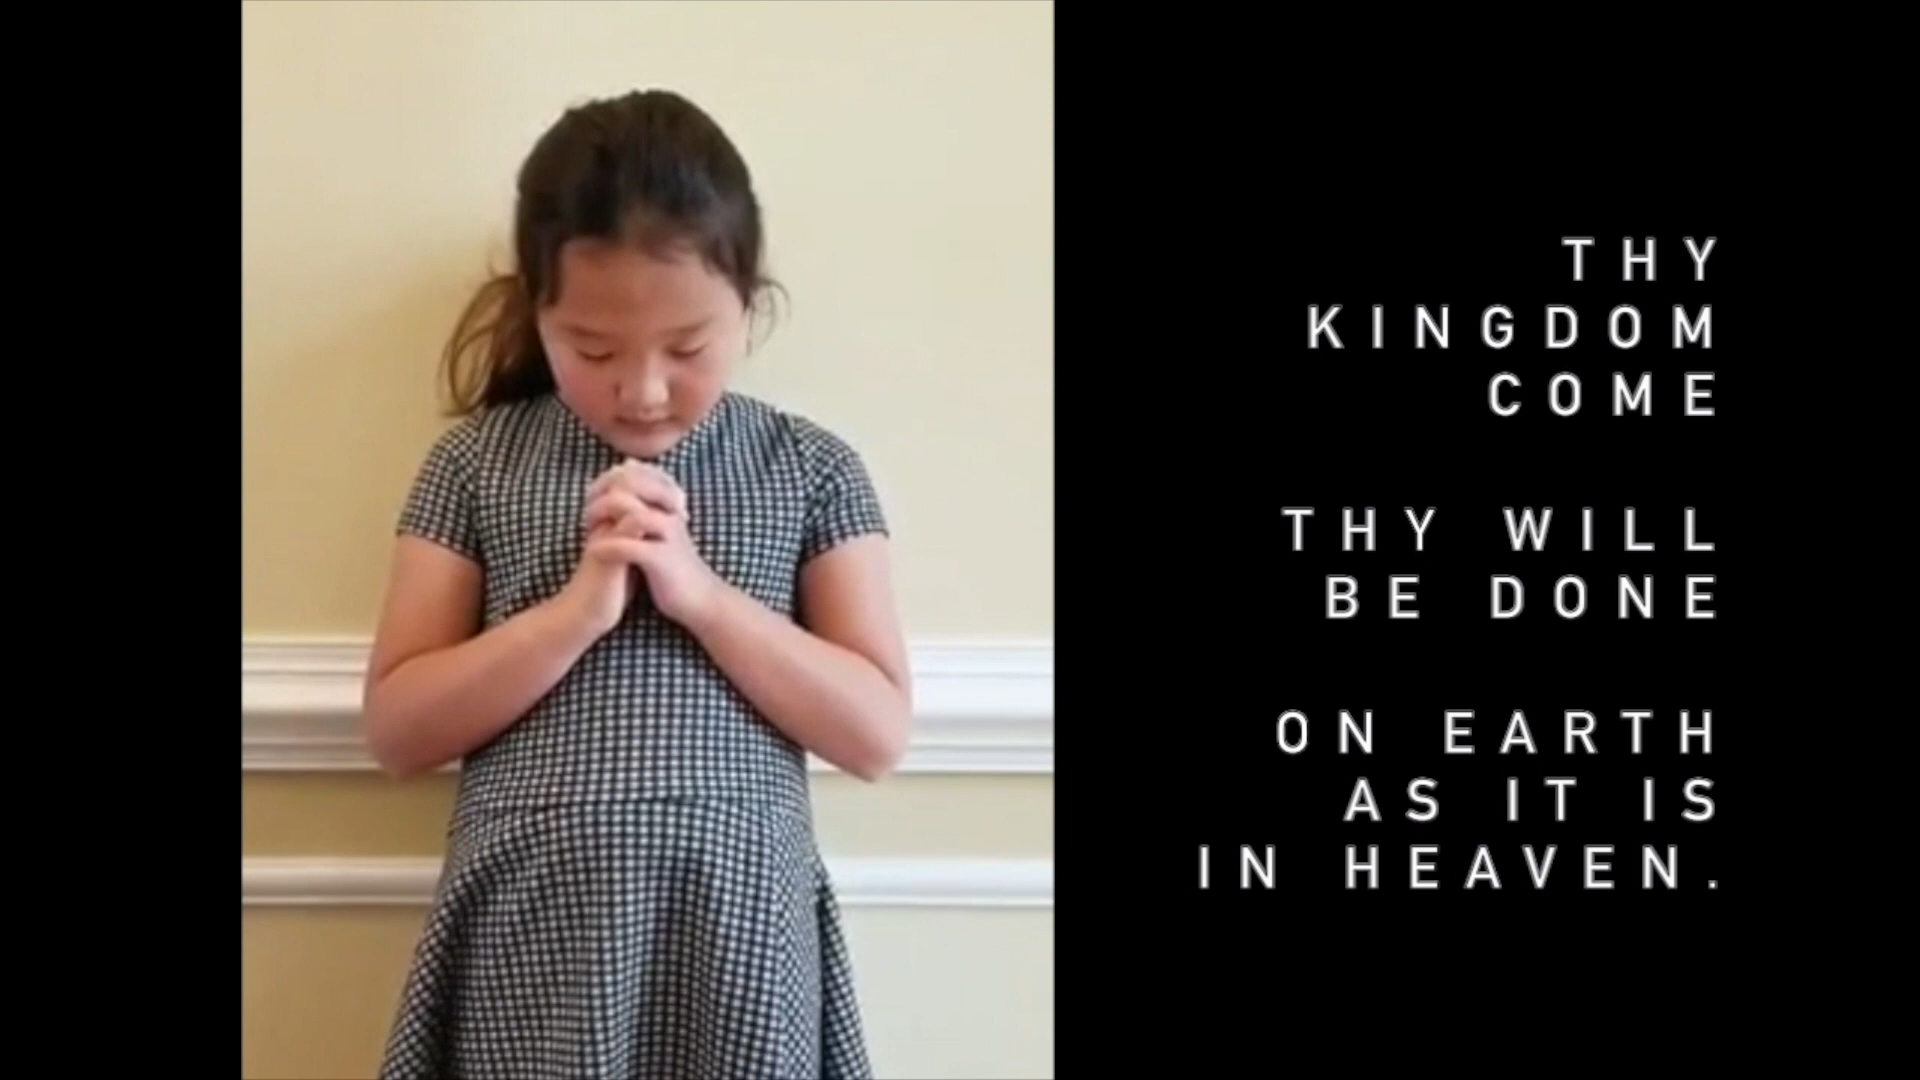 THY
KINGDOM
COME
THY WILL
BE DONE
ON EARTH
AS IT IS
IN HEAVEN.